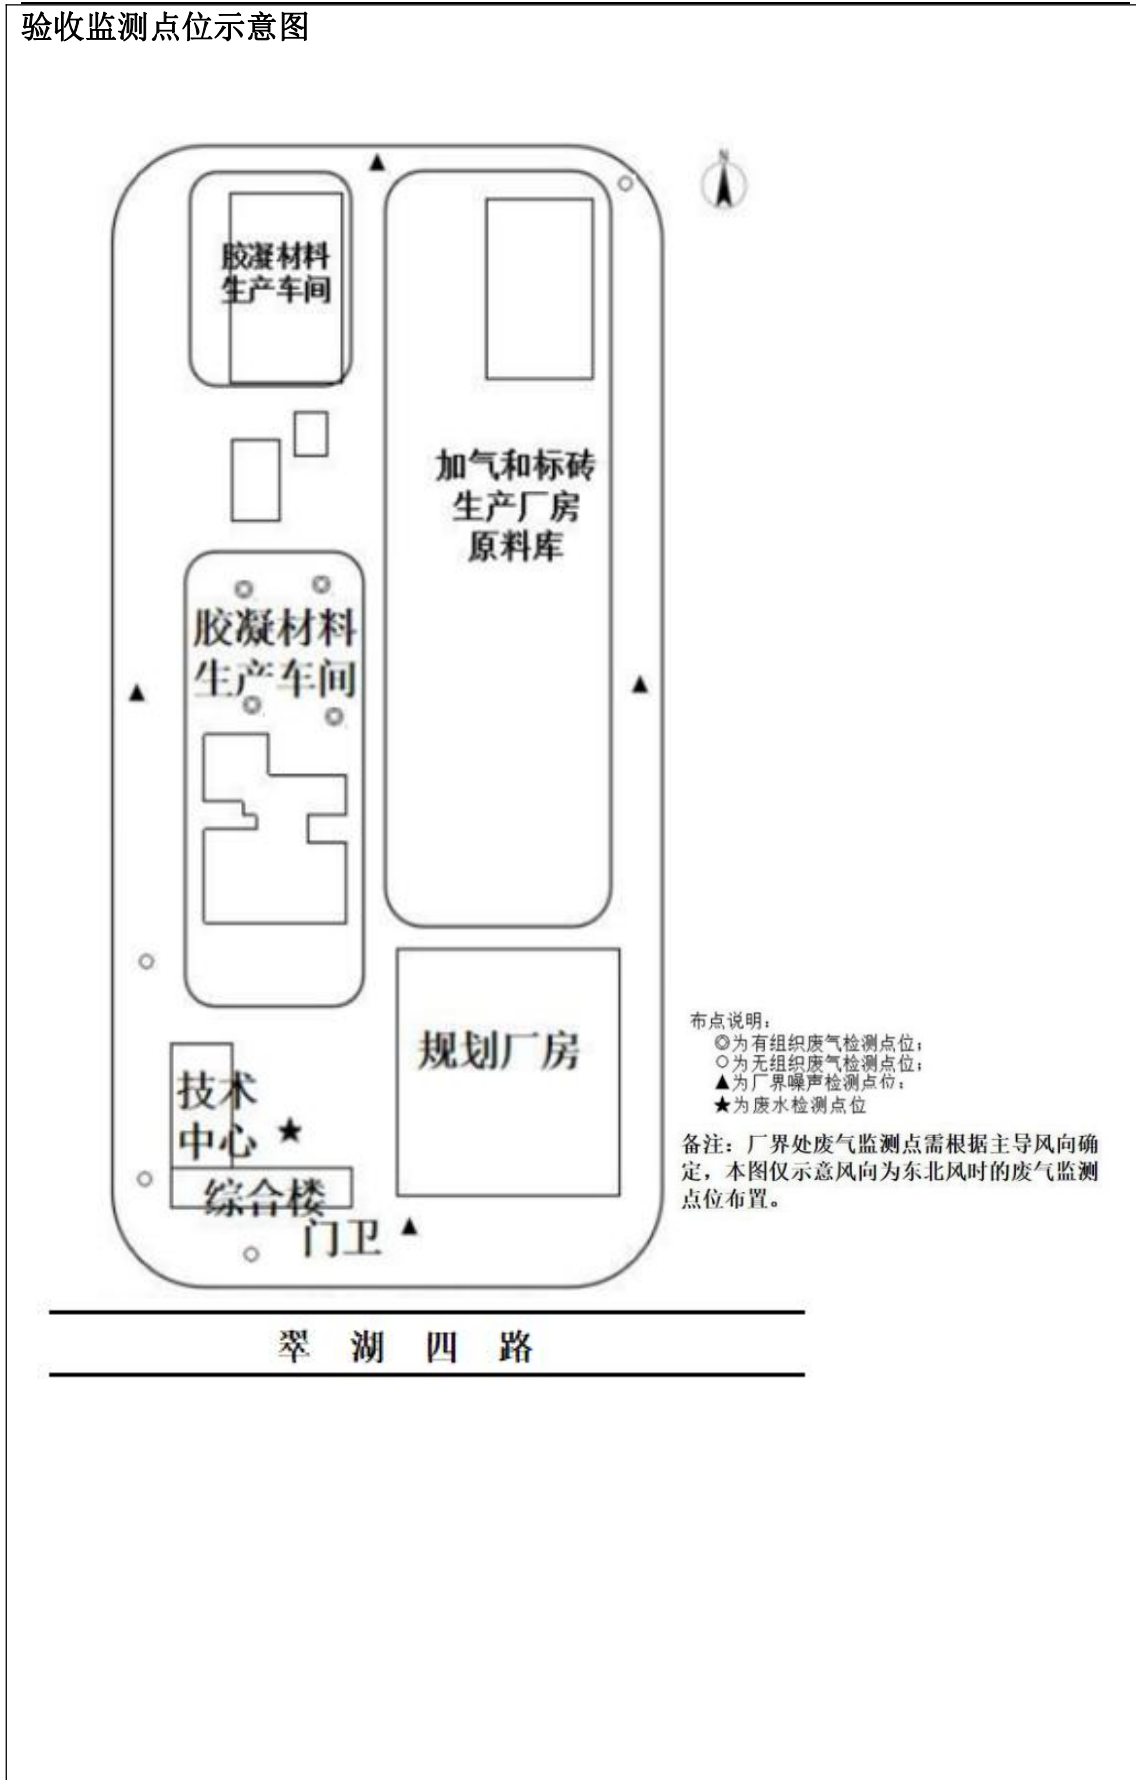 验收监测点位示意图
N
胶凝材料
生产车间
加气和标砖
生产厂房
原料库
胶凝材料
生产车间
规划厂房
技术
中心
★
综合楼
门卫
翠湖四路
布点说明：
◎为有组织废气检测点位；
○为无组织废气检测点位；
▲为厂界噪声检测点位；
★为废水检测点位
备注：厂界处废气监测点需根据主导风向确
定，本图仅示意风向为东北风时的废气监测
点位布置。